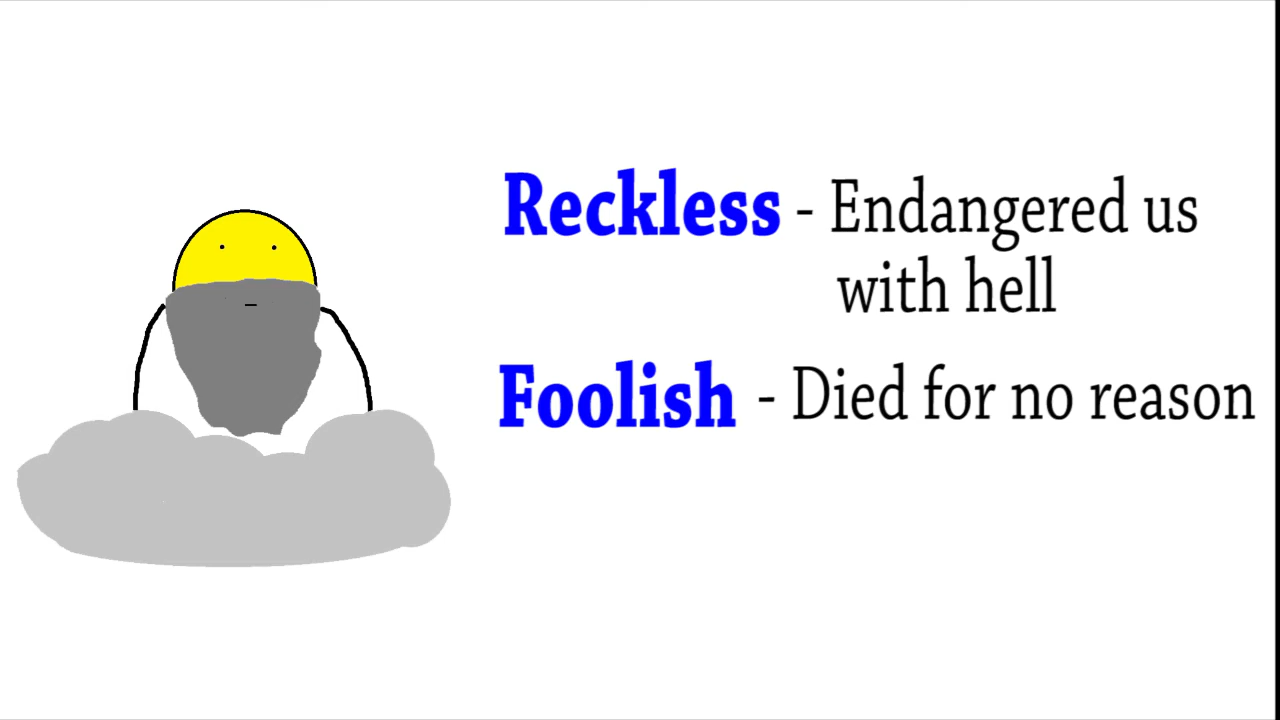 Reckless - Endangered us
with hell
Foolish - Died for no reason